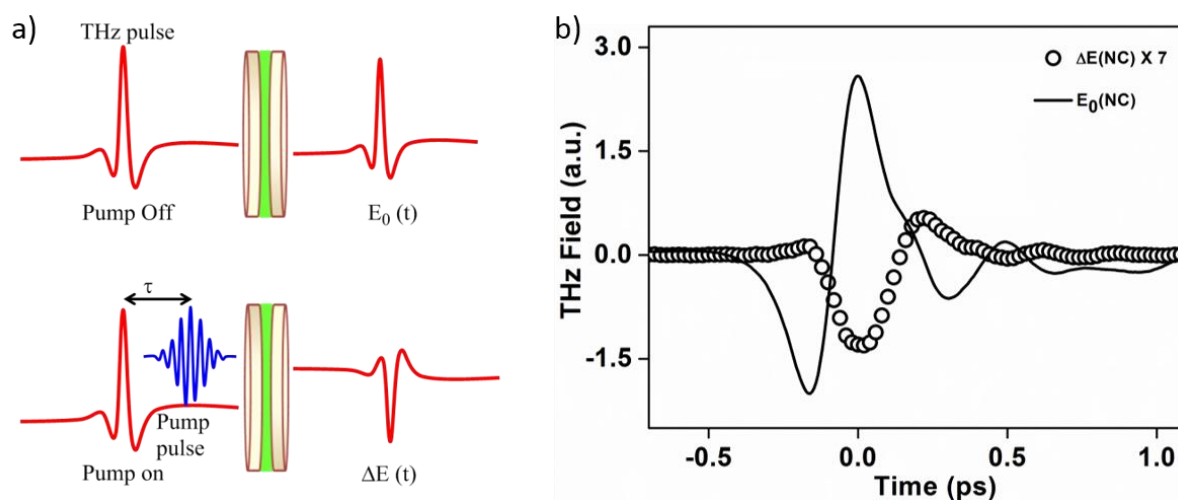 a)
THz pulse
Pump Off
E₀ (t)
τ
Pump
pulse
Pump on
ΔE (t)
b)
THz Field (a.u.)
3.0
1.5
0.0
-1.5
ΔE(NC) X 7
E₀(NC)
-0.5
0.0
0.5
1.0
Time (ps)